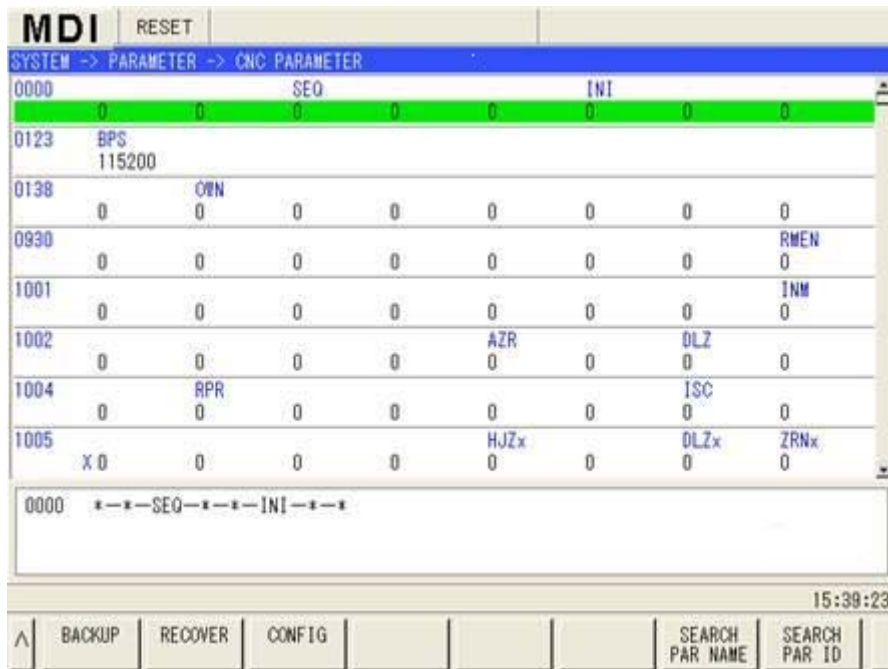 MDI RESET
SYSTEM -> PARAMETER -> CNC PARAMETER
0000 SEQ INI
0 0 0 0 0 0 0 0
0123 BPS
115200
0138 OWN
0 0 0 0 0 0 0 0
0930 RMEN
0 0 0 0 0 0 0 0
1001 INM
0 0 0 0 0 0 0 0
1002 AZR DLZ
0 0 0 0 0 0 0 0
1004 RPR ISC
0 0 0 0 0 0 0 0
1005 HJZx DLZx ZRNx
X 0 0 0 0 0 0 0 0
0000 *—*—SEQ—*—*—INI—*—*
15:39:23
^ BACKUP RECOVER CONFIG SEARCH SEARCH
PAR NAME PAR ID